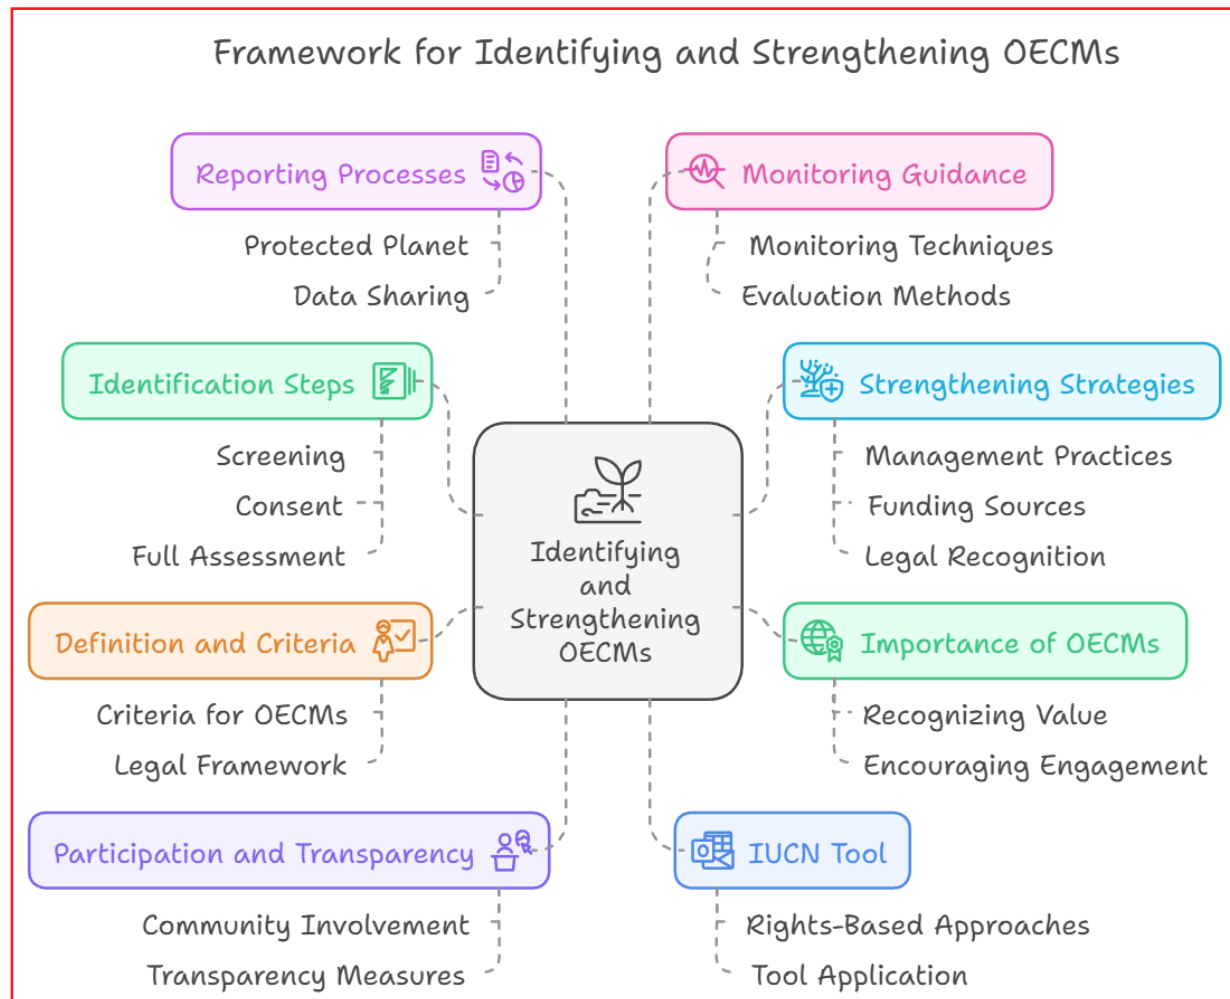 Framework for Identifying and Strengthening OECMs
Reporting Processes
Protected Planet
Data Sharing
Monitoring Guidance
Monitoring Techniques
Evaluation Methods
Identification Steps
Screening
Consent
Full Assessment
Strengthening Strategies
Management Practices
Funding Sources
Legal Recognition
Identifying
and
Strengthening
OECMs
Definition and Criteria
Criteria for OECMs
Legal Framework
Importance of OECMs
Recognizing Value
Encouraging Engagement
Participation and Transparency
Community Involvement
Transparency Measures
IUCN Tool
Rights-Based Approaches
Tool Application